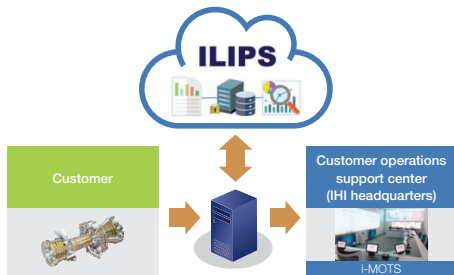 ILIPS
Customer
Customer operations
support center
(IHI headquarters)
i-MOTS